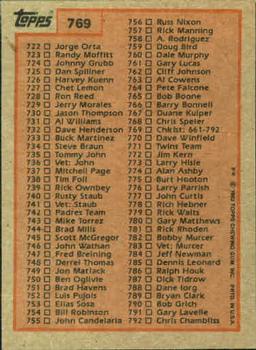 Topps
769
722 Jorge Orta
723 Randy Moffitt
724 Johnny Grubb
725 Dan Spillner
726 Harvey Kuenn
727 Chet Lemon
728 Ron Reed
729 Jerry Morales
730 Jason Thompson
731 Al Williams
732 Dave Henderson
733 Buck Martinez
734 Steve Braun
735 Tommy John
736 Vet: John
737 Mitchell Page
738 Tim Foli
739 Rick Ownbey
740 Rusty Staub
741 Vet: Staub
742 Padres Team
743 Mike Torrez
744 Brad Mills
745 Scott McGregor
746 John Wathan
747 Fred Breining
748 Derrel Thomas
749 Jon Matlack
750 Ben Oglivie
751 Brad Havens
752 Luis Pujols
753 Elias Sosa
754 Bill Robinson
755 John Candelaria
756 Russ Nixon
757 Rick Manning
758 A. Rodriguez
759 Doug Bird
760 Dale Murphy
761 Gary Lucas
762 Cliff Johnson
763 Al Cowens
764 Pete Falcone
765 Bob Boone
766 Barry Bonnell
767 Duane Kuiper
768 Chris Speier
769 Chklst: 661-792
770 Dave Winfield
771 Twins Team
772 Jim Kern
773 Larry Hisle
774 Alan Ashby
775 Burt Hooton
776 Larry Parrish
777 John Curtis
778 Rich Hebner
779 Rick Waits
780 Gary Matthews
781 Rick Rhoden
782 Bobby Murcer
783 Vet: Murcer
784 Jeff Newman
785 Dennis Leonard
786 Ralph Houk
787 Dick Tidrow
788 Dane Iorg
789 Bryan Clark
790 Bob Grich
791 Gary Lavelle
792 Chris Chambliss
© 1983 TOPPS CHEWING GUM, INC. PRTD. IN U.S.A.